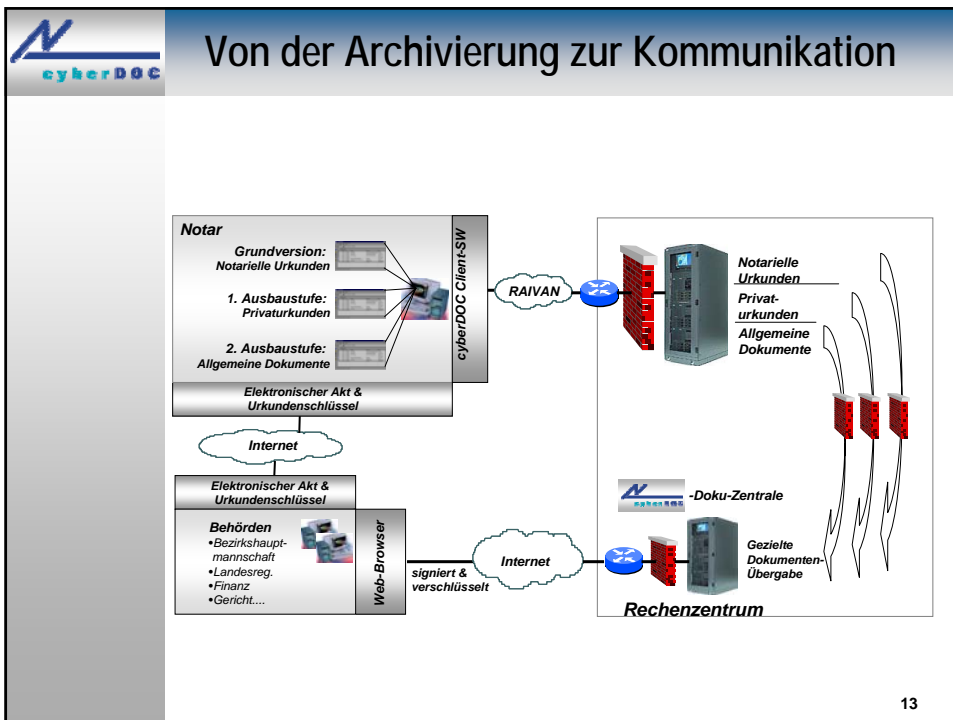 cyberDOC
Von der Archivierung zur Kommunikation
Notar
Grundversion:
Notarielle Urkunden
1. Ausbaustufe:
Privaturkunden
2. Ausbaustufe:
Allgemeine Dokumente
cyberDOC Client-SW
Elektronischer Akt &
Urkundenschlüssel
RAIVAN
Notarielle
Urkunden
Privat-
urkunden
Allgemeine
Dokumente
Internet
Elektronischer Akt &
Urkundenschlüssel
Behörden
•Bezirkshaupt-
mannschaft
•Landesreg.
•Finanz
•Gericht....
Web-Browser
signiert &
verschlüsselt
Internet
cyberDOC
-Doku-Zentrale
Gezielte
Dokumenten-
Übergabe
Rechenzentrum
13